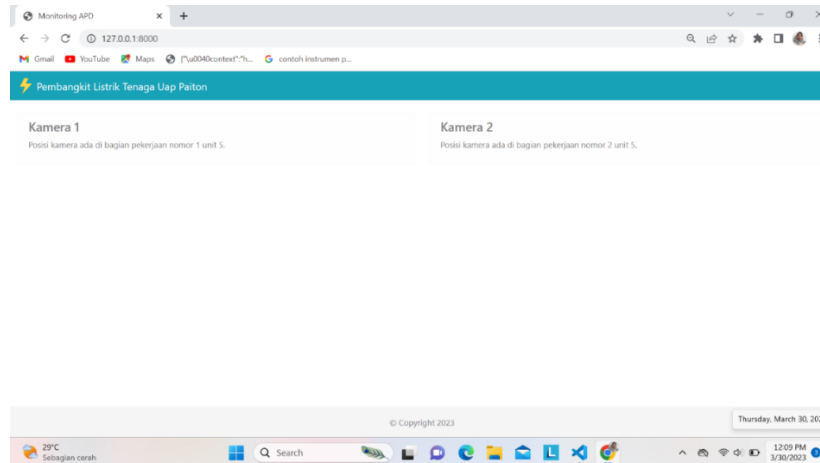 Monitoring APD
127.0.0.1:8000
Gmail YouTube Maps {"\u0040context":"h... contoh instrumen p...
Pembangkit Listrik Tenaga Uap Paiton
Kamera 1
Posisi kamera ada di bagian pekerjaan nomor 1 unit 5.
Kamera 2
Posisi kamera ada di bagian pekerjaan nomor 2 unit 5.
© Copyright 2023
Thursday, March 30, 202
29°C
Sebagian cerah
Search
12:09 PM
3/30/2023